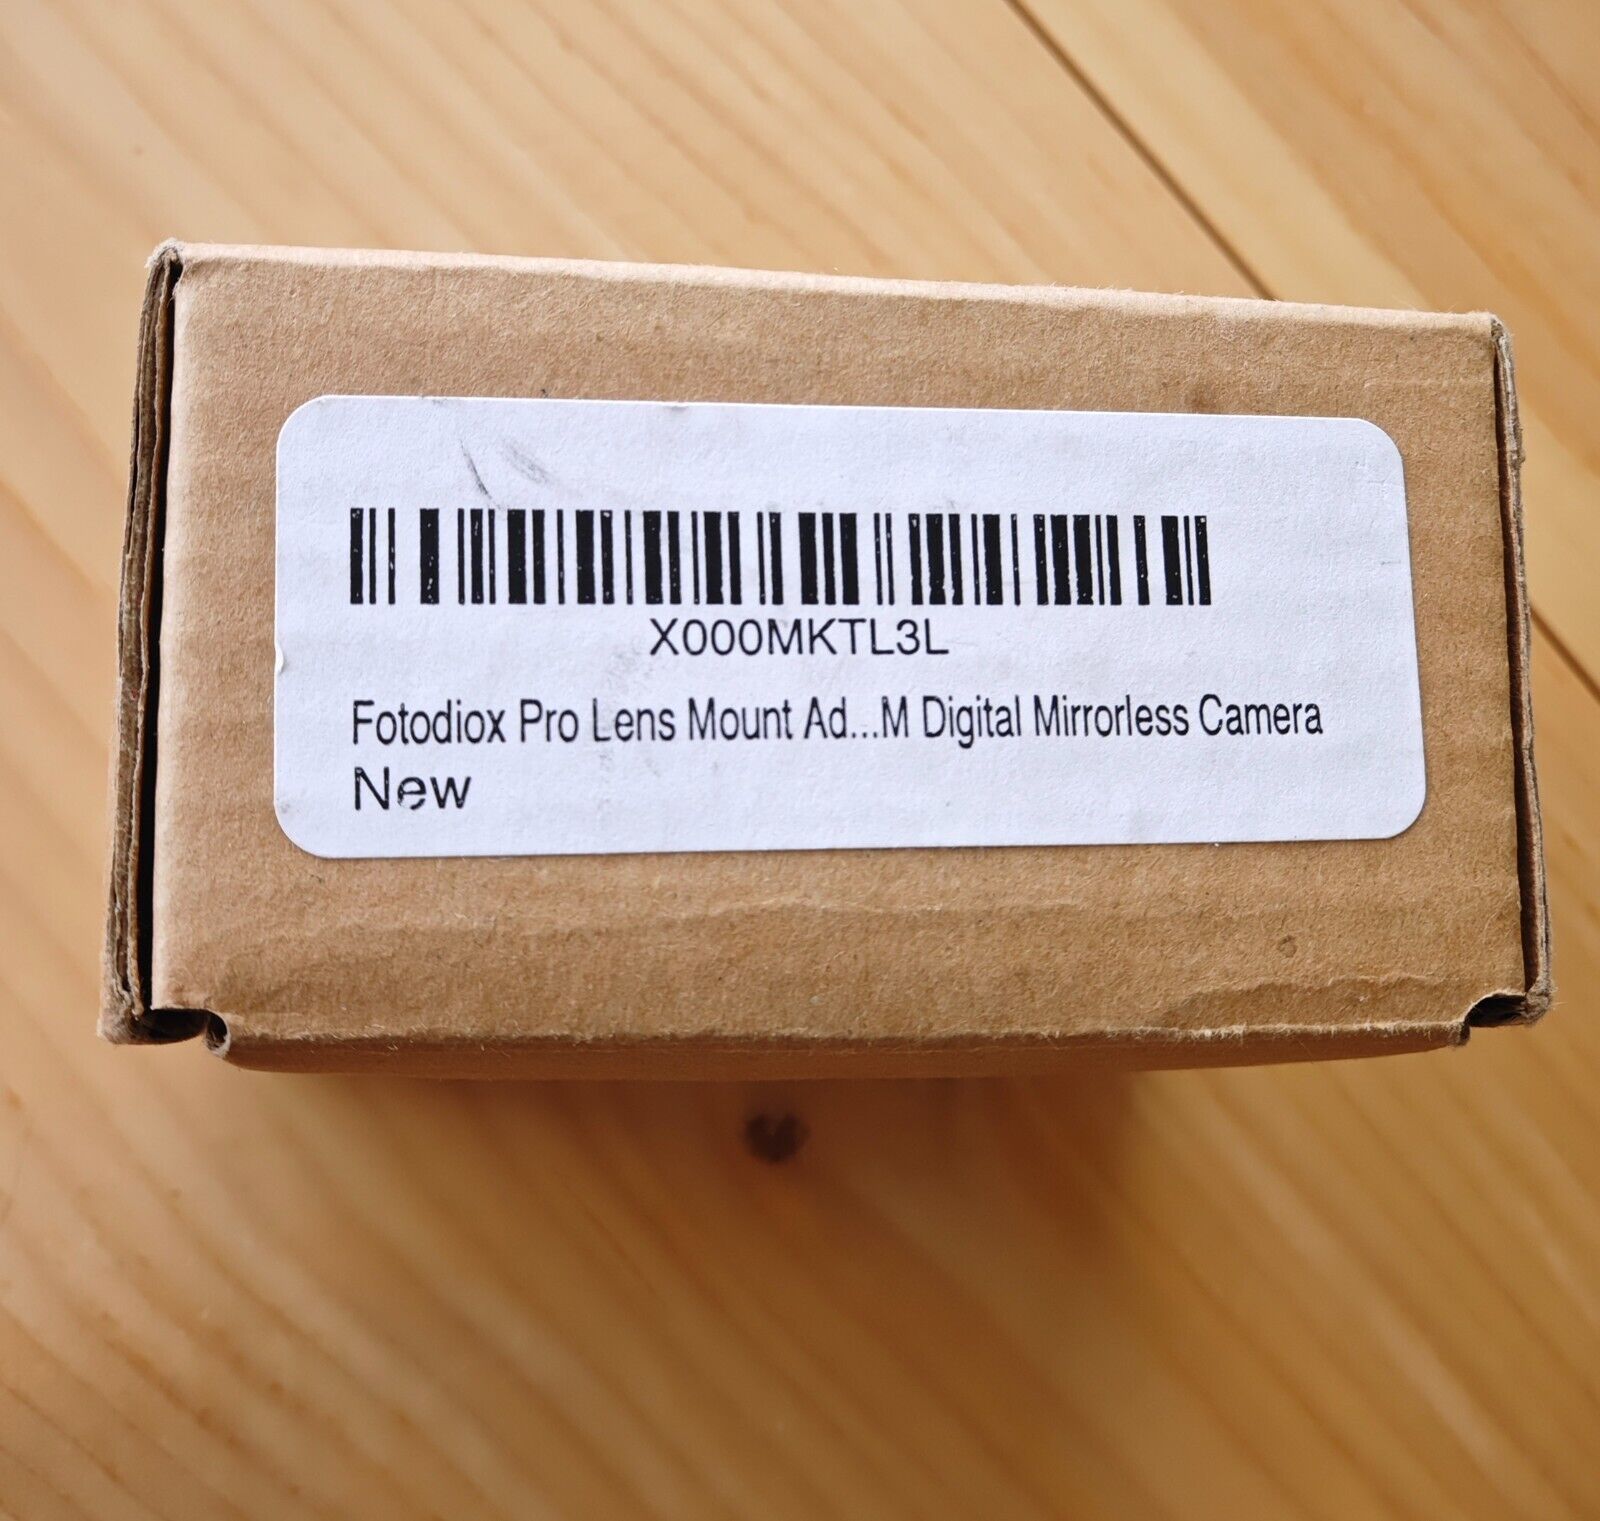 X000MKTL3L
Fotodiox Pro Lens Mount Ad...M Digital Mirrorless Camera
New